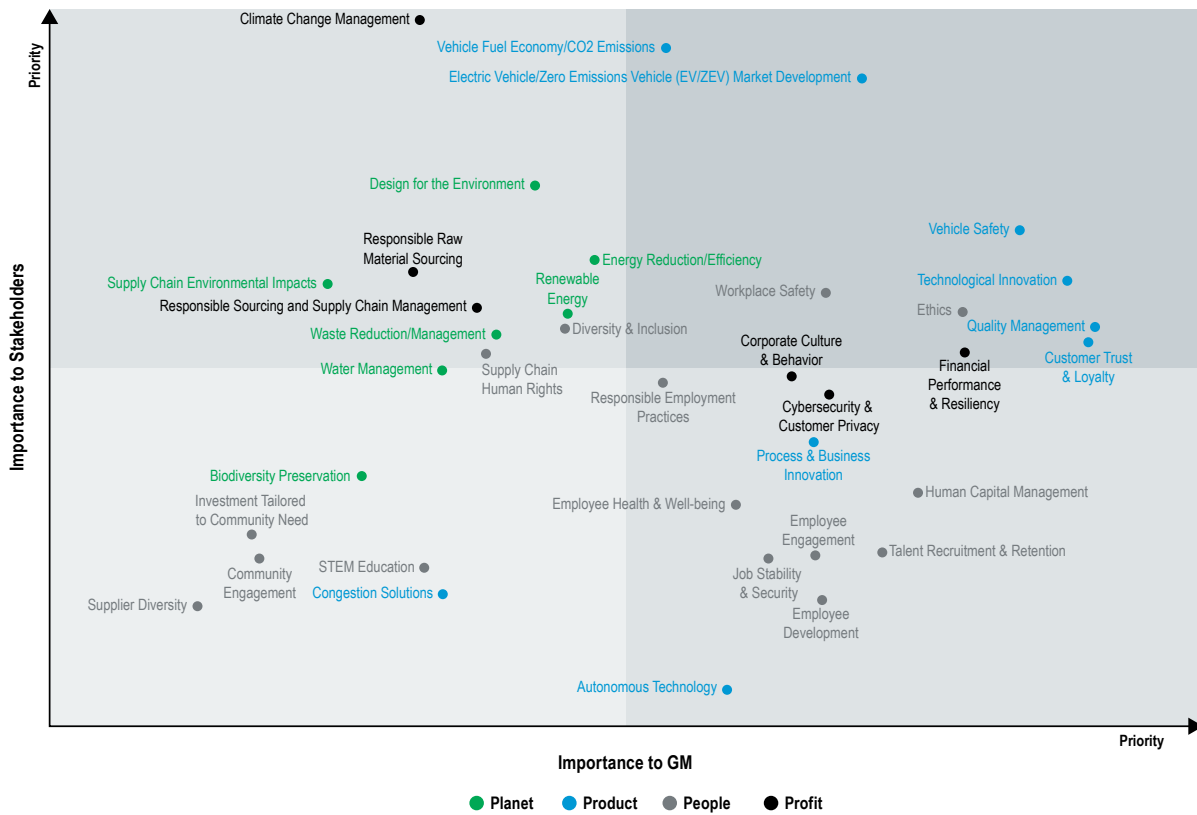 Priority
Importance to Stakeholders
Climate Change Management
Vehicle Fuel Economy/CO2 Emissions
Electric Vehicle/Zero Emissions Vehicle (EV/ZEV) Market Development
Design for the Environment
Vehicle Safety
Responsible Raw
Material Sourcing
Energy Reduction/Efficiency
Supply Chain Environmental Impacts
Renewable
Energy
Workplace Safety
Technological Innovation
Responsible Sourcing and Supply Chain Management
Ethics
Waste Reduction/Management
Diversity & Inclusion
Quality Management
Corporate Culture
& Behavior
Customer Trust
& Loyalty
Water Management
Supply Chain
Human Rights
Financial
Performance
& Resiliency
Responsible Employment
Practices
Cybersecurity &
Customer Privacy
Process & Business
Innovation
Biodiversity Preservation
Human Capital Management
Investment Tailored
to Community Need
Employee Health & Well-being
Employee
Engagement
Talent Recruitment & Retention
Community
Engagement
STEM Education
Job Stability
& Security
Congestion Solutions
Supplier Diversity
Employee
Development
Autonomous Technology
Priority
Importance to GM
Planet
Product
People
Profit